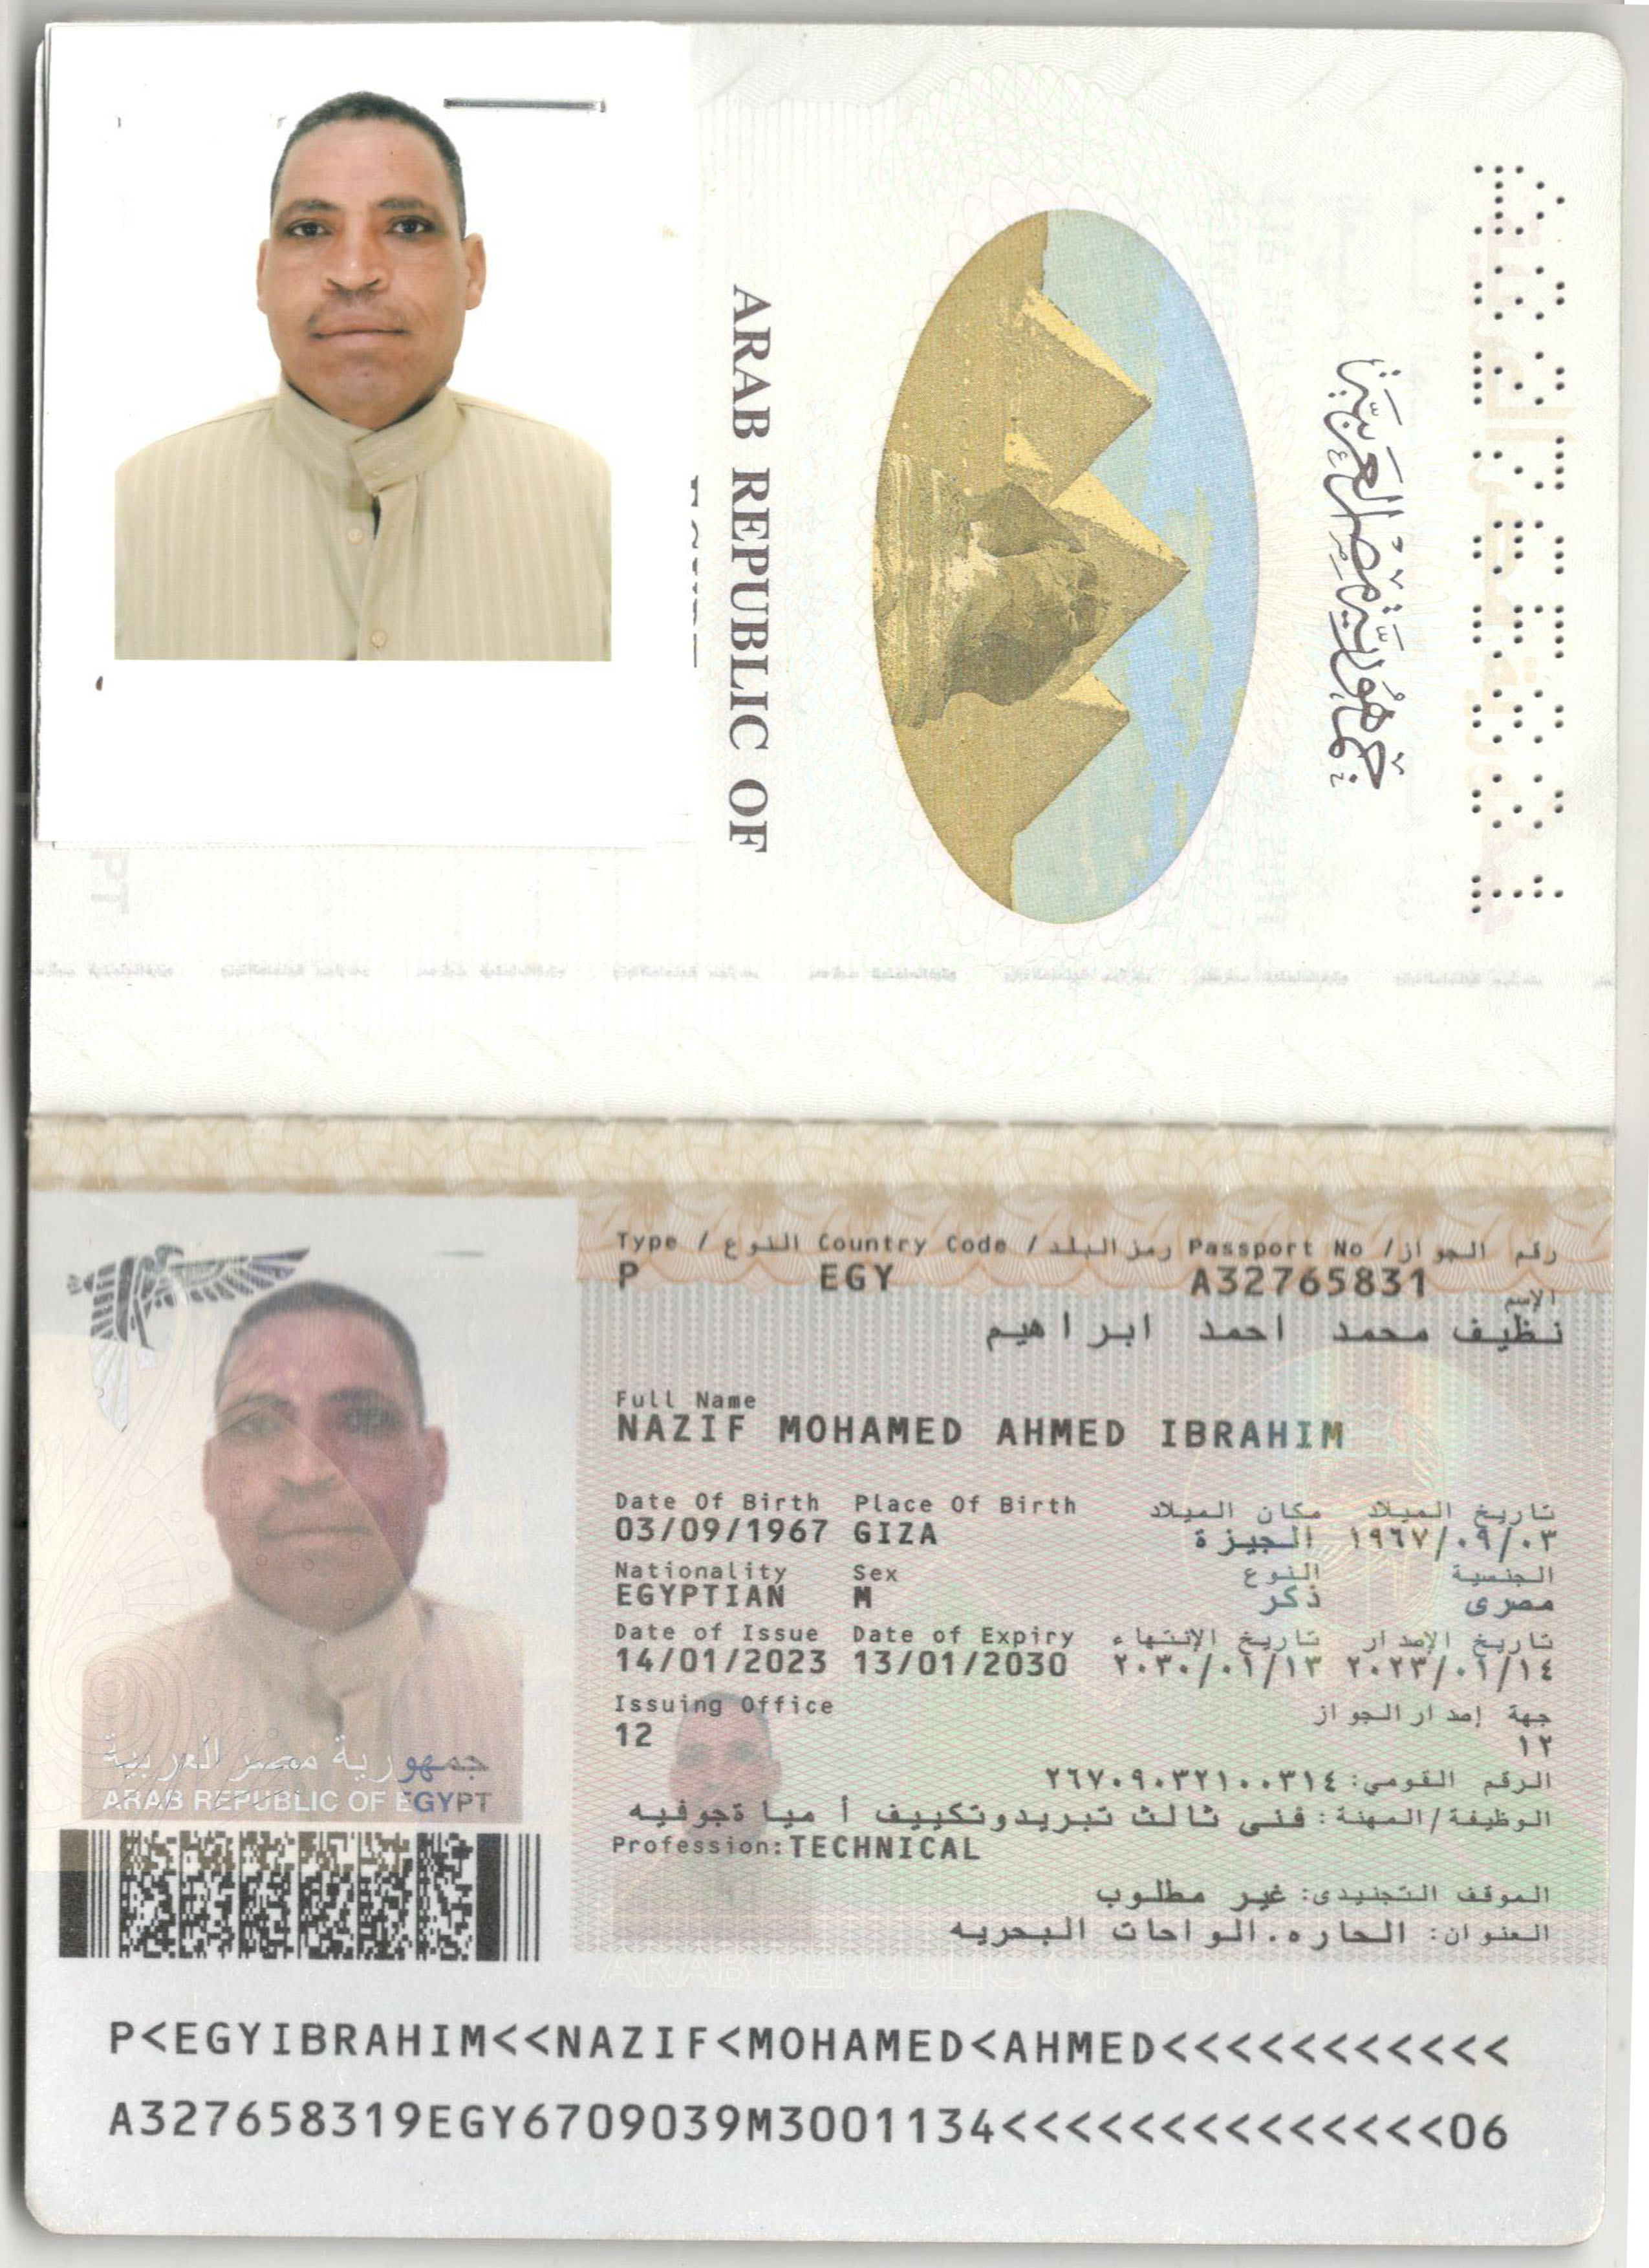 ARAB REPUBLIC OF
جمهورية مصر العربية
A32765831
Type / النوع Country Code / رمز البلد Passport No / رقم الجواز
P EGY A32765831
الإسم
نظيف محمد احمد ابراهيم
Full Name
NAZIF MOHAMED AHMED IBRAHIM
Date Of Birth Place Of Birth مكان الميلاد تاريخ الميلاد
03/09/1967 GIZA الجيزة ١٩٦٧/٠٩/٠٣
Nationality Sex النوع الجنسية
EGYPTIAN M ذكر مصرى
Date of Issue Date of Expiry تاريخ الإنتهاء تاريخ الإصدار
14/01/2023 13/01/2030 ٢٠٣٠/٠١/١٣ ٢٠٢٣/٠١/١٤
Issuing Office جهة إصدار الجواز
12 ١٢
الرقم القومي: ٢٦٧٠٩٠٣٢١٠٠٣١٤
الوظيفة/المهنة: فنى ثالث تبريدوتكييف أ مياةجوفيه
Profession: TECHNICAL
الموقف التجنيدى: غير مطلوب
العنوان: الحاره.الواحات البحريه
جمهورية مصر العربية
ARAB REPUBLIC OF EGYPT
P<EGYIBRAHIM<<NAZIF<MOHAMED<AHMED<<<<<<<<<<<
A327658319EGY6709039M3001134<<<<<<<<<<<<<<06